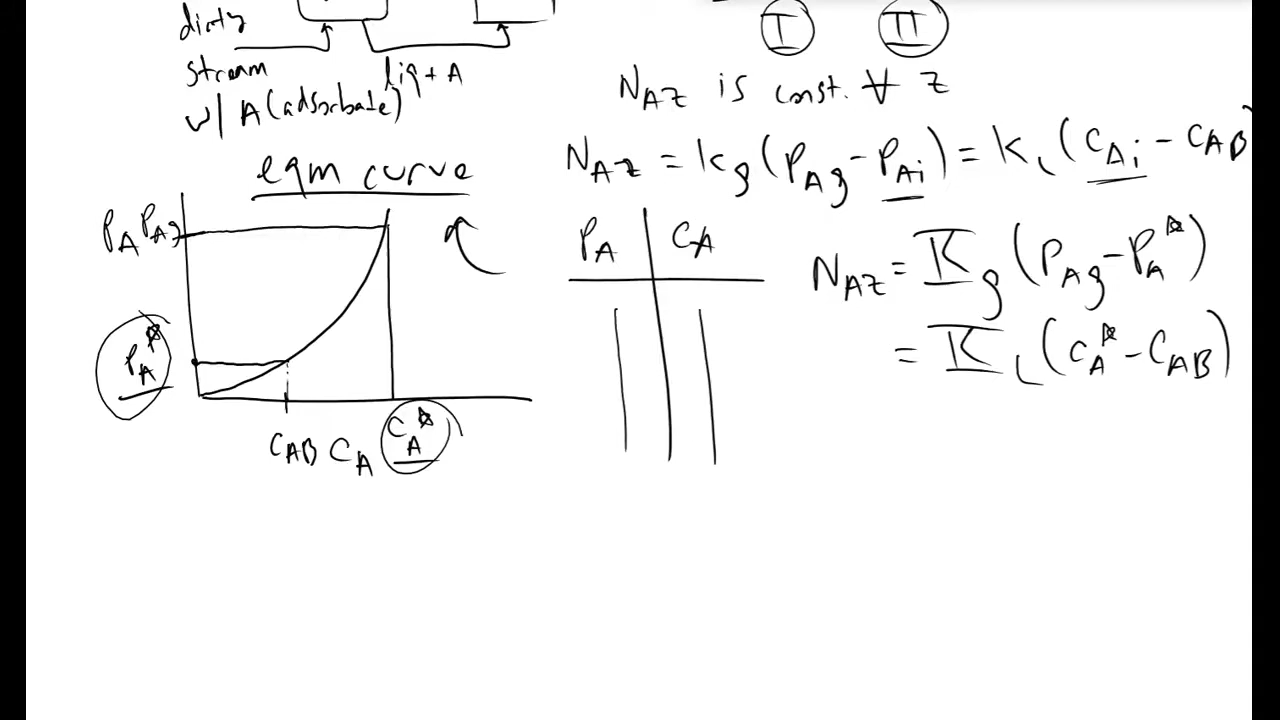 dirty
stream
w/ A (adsorbate)
liq + A
I II
N_AZ is const. ∀ z
N_AZ = k_g (P_Ag - P_Ai) = k_L (C_Ai - C_AB)
eqm curve
P_A P_Ag
P_A*
C_AB C_A C_A*
P_A | C_A
N_AZ = K_g (P_Ag - P_A*)
= K_L (C_A* - C_AB)